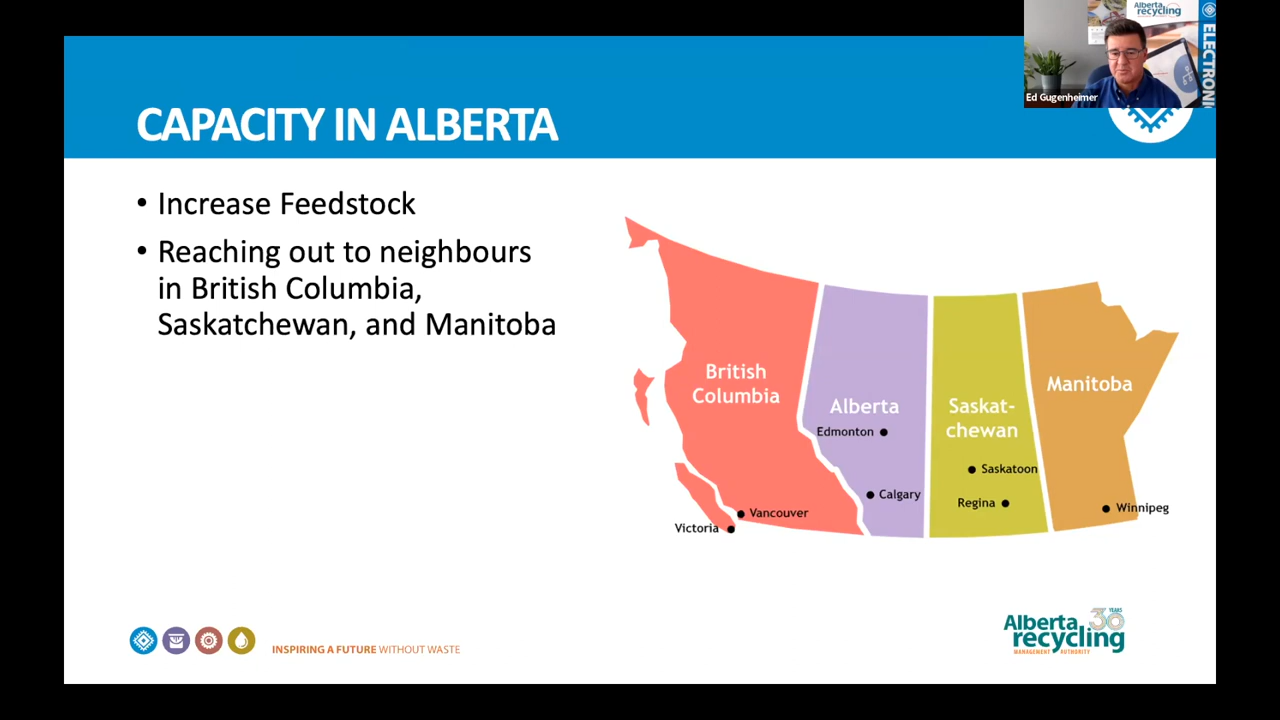 Alberta
recycling
ELECTRONI
Ed Gugenheimer
CAPACITY IN ALBERTA
• Increase Feedstock
• Reaching out to neighbours
in British Columbia,
Saskatchewan, and Manitoba
British
Columbia
Alberta
Saskat-
chewan
Manitoba
Edmonton
Saskatoon
Calgary
Regina
Winnipeg
Vancouver
Victoria
INSPIRING A FUTURE WITHOUT WASTE
30 YEARS
Alberta
recycling
MANAGEMENT AUTHORITY